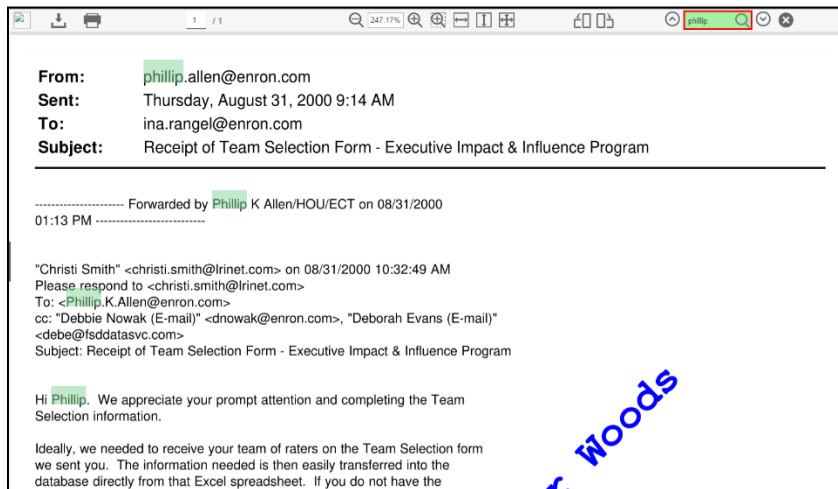 1 / 1 247.17% phillip
From: phillip.allen@enron.com
Sent: Thursday, August 31, 2000 9:14 AM
To: ina.rangel@enron.com
Subject: Receipt of Team Selection Form - Executive Impact & Influence Program
---------------------- Forwarded by Phillip K Allen/HOU/ECT on 08/31/2000
01:13 PM ---------------------------
"Christi Smith" <christi.smith@lrinet.com> on 08/31/2000 10:32:49 AM
Please respond to <christi.smith@lrinet.com>
To: <Phillip.K.Allen@enron.com>
cc: "Debbie Nowak (E-mail)" <dnowak@enron.com>, "Deborah Evans (E-mail)"
<debe@fsddatasvc.com>
Subject: Receipt of Team Selection Form - Executive Impact & Influence Program
Hi Phillip. We appreciate your prompt attention and completing the Team
Selection information.
Ideally, we needed to receive your team of raters on the Team Selection form
we sent you. The information needed is then easily transferred into the
database directly from that Excel spreadsheet. If you do not have the
Woods